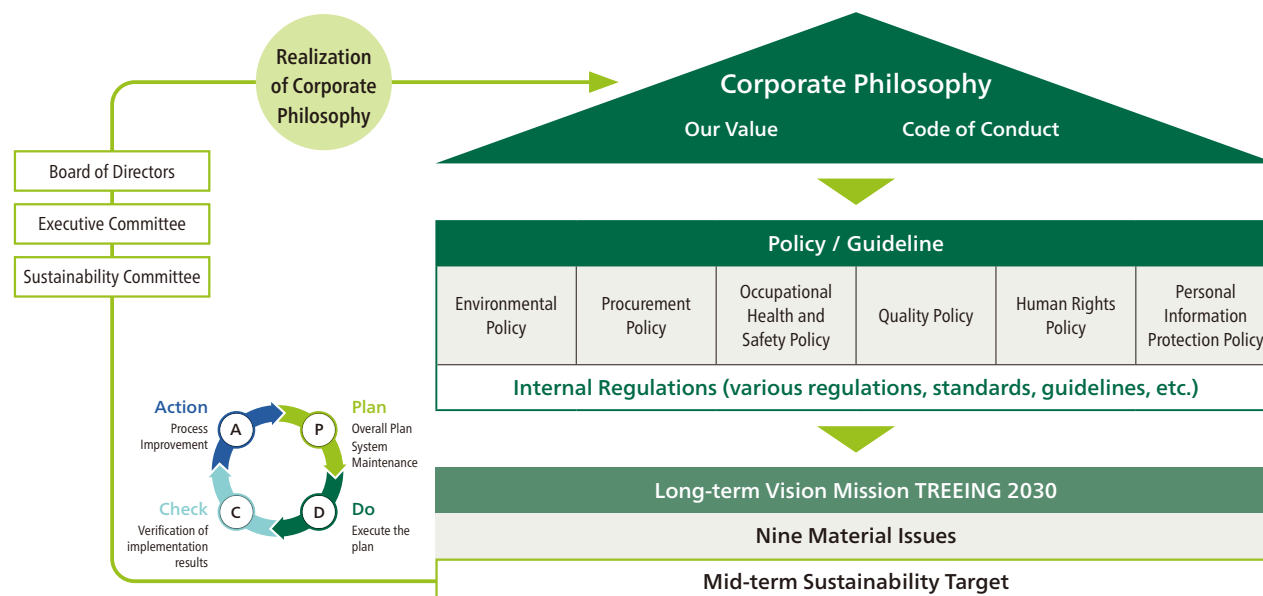 Realization
of Corporate
Philosophy
Corporate Philosophy
Our Value
Code of Conduct
Board of Directors
Executive Committee
Sustainability Committee
Policy / Guideline
Environmental
Policy
Procurement
Policy
Occupational
Health and
Safety Policy
Quality Policy
Human Rights
Policy
Personal
Information
Protection Policy
Internal Regulations (various regulations, standards, guidelines, etc.)
Action
Process
Improvement
A
P
Plan
Overall Plan
System
Maintenance
Check
Verification of
implementation
results
C
D
Do
Execute the
plan
Long-term Vision Mission TREEING 2030
Nine Material Issues
Mid-term Sustainability Target